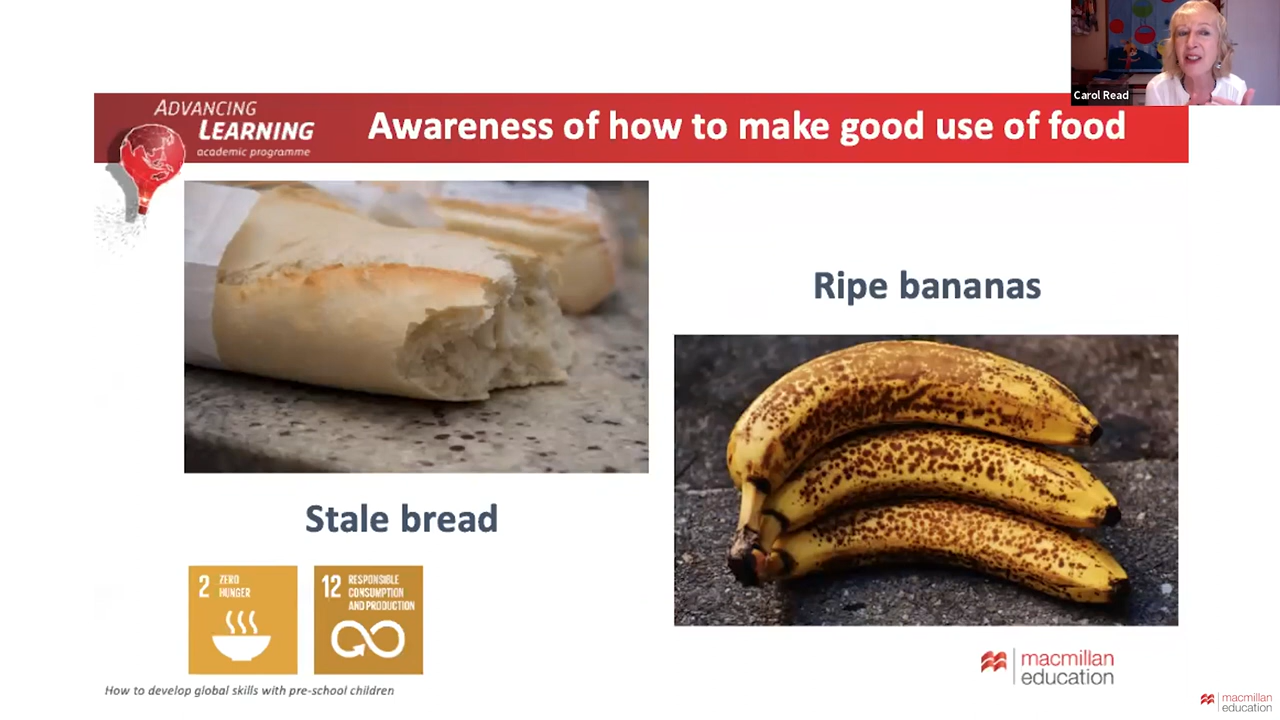 Carol Read
ADVANCING
LEARNING
academic programme
Awareness of how to make good use of food
Ripe bananas
Stale bread
2 ZERO
HUNGER
12 RESPONSIBLE
CONSUMPTION
AND PRODUCTION
macmillan
education
How to develop global skills with pre-school children
macmillan
education